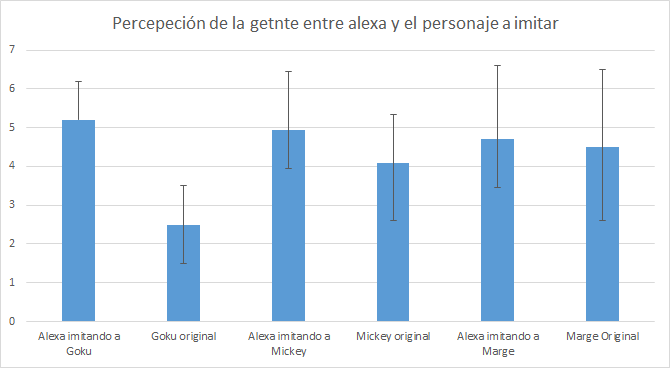 Percepeción de la getnte entre alexa y el personaje a imitar
7
6
5
4
3
2
1
0
Alexa imitando a
Goku
Goku original
Alexa imitando a
Mickey
Mickey original
Alexa imitando a
Marge
Marge Original